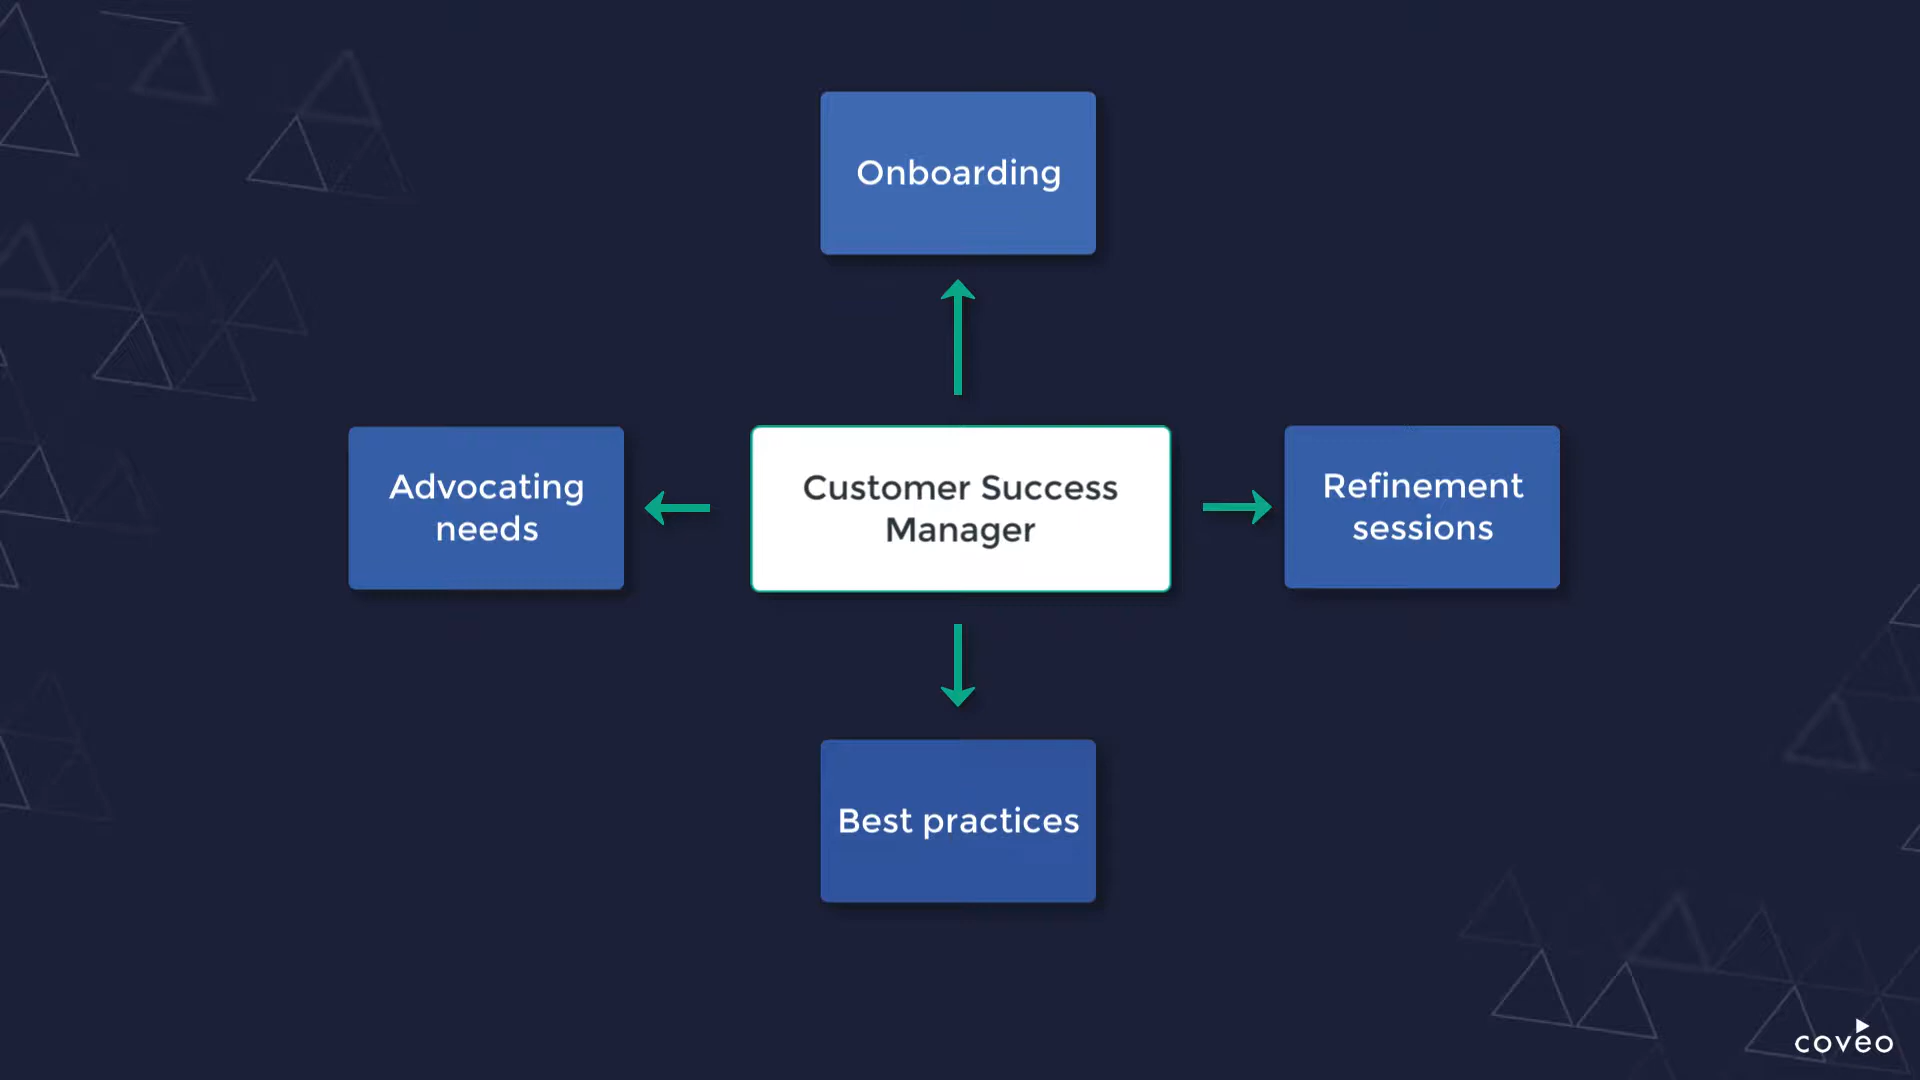 Onboarding
Advocating
needs
Customer Success
Manager
Refinement
sessions
Best practices
coveo